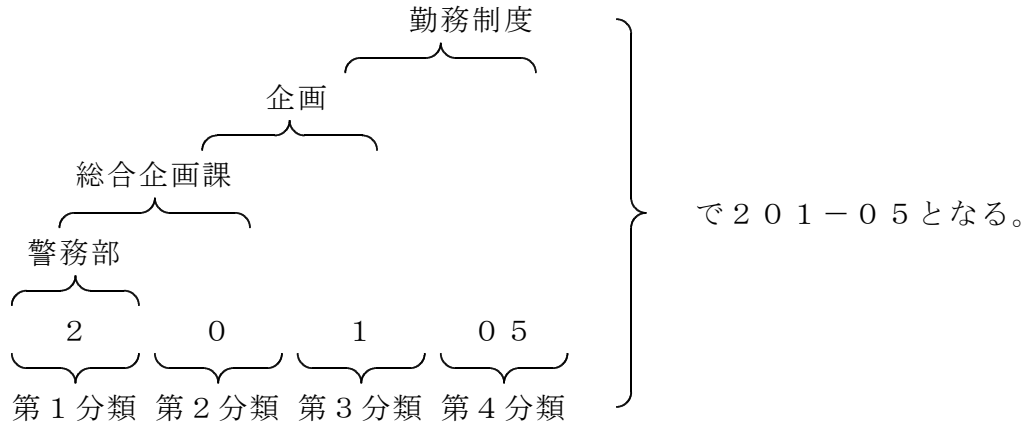 勤務制度
企画
総合企画課
で２０１－０５となる。
警務部
２ ０ １ ０５
第１分類 第２分類 第３分類 第４分類